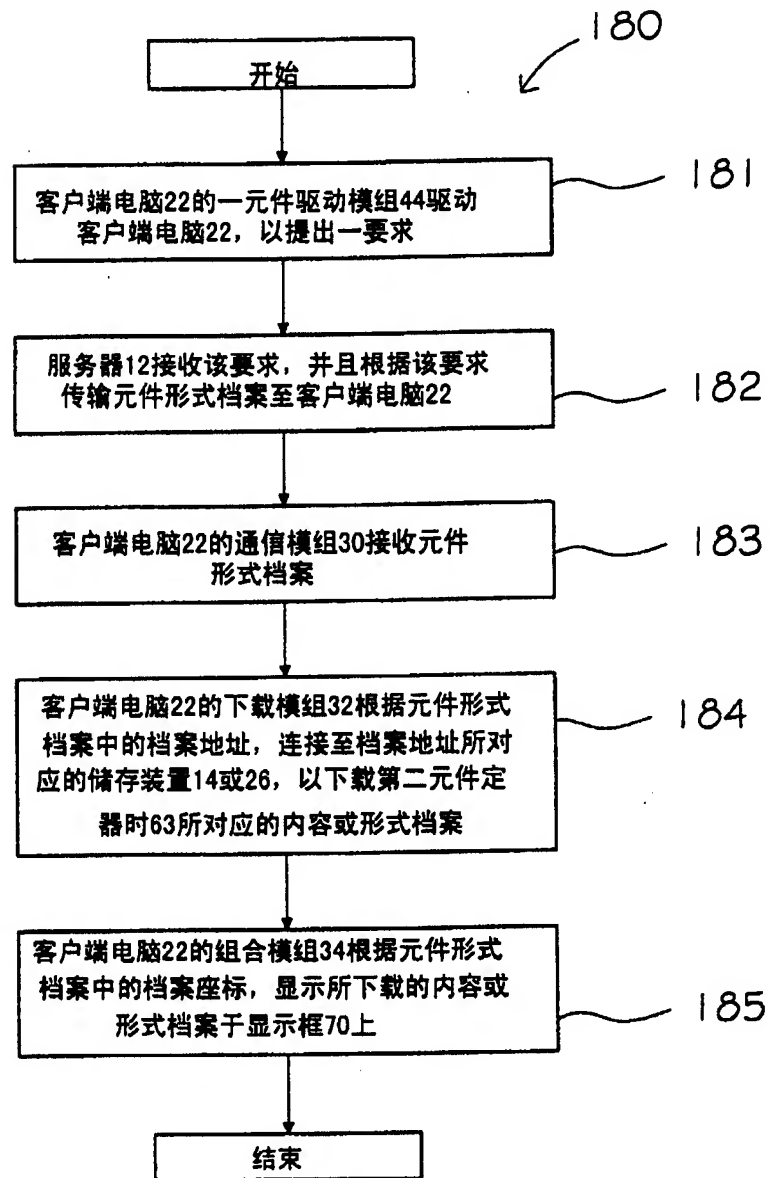 180
开始
客户端电脑22的一元件驱动模组44驱动
客户端电脑22，以提出一要求
181
服务器12接收该要求，并且根据该要求
传输元件形式档案至客户端电脑22
182
客户端电脑22的通信模组30接收元件
形式档案
183
客户端电脑22的下载模组32根据元件形式
档案中的档案地址，连接至档案地址所对
应的储存装置14或26，以下载第二元件定
器时63所对应的内容或形式档案
184
客户端电脑22的组合模组34根据元件形式
档案中的档案座标，显示所下载的内容或
形式档案于显示框70上
185
结束